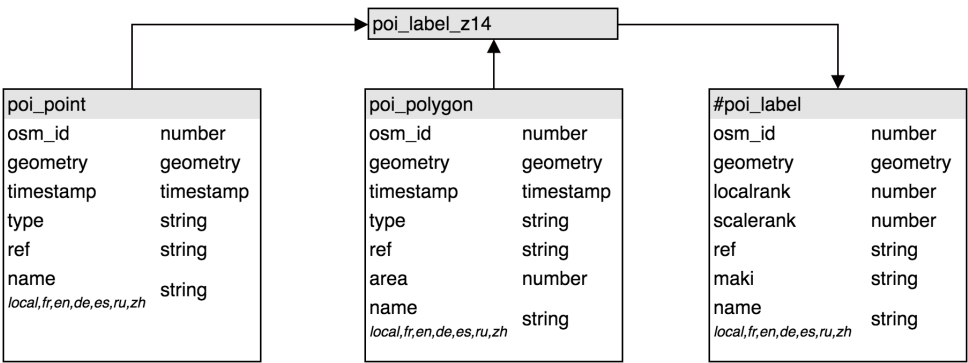 poi_label_z14
poi_point
osm_id number
geometry geometry
timestamp timestamp
type string
ref string
name string
local,fr,en,de,es,ru,zh
poi_polygon
osm_id number
geometry geometry
timestamp timestamp
type string
ref string
area number
name string
local,fr,en,de,es,ru,zh
#poi_label
osm_id number
geometry geometry
localrank number
scalerank number
ref string
maki string
name string
local,fr,en,de,es,ru,zh